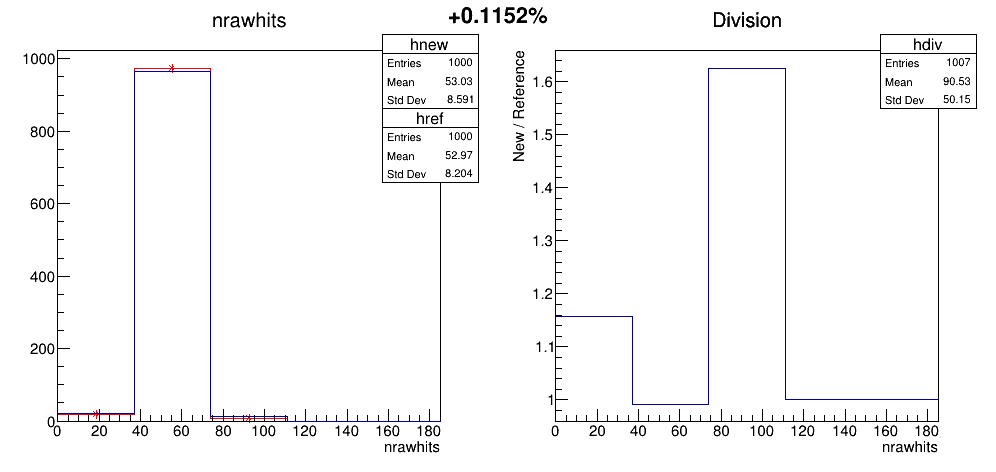 +0.1152%
nrawhits
hnew
Entries 1000
Mean 53.03
Std Dev 8.591
href
Entries 1000
Mean 52.97
Std Dev 8.204
1000
800
600
400
200
0
0 20 40 60 80 100 120 140 160 180
nrawhits
Division
hdiv
Entries 1007
Mean 90.53
Std Dev 50.15
New / Reference
1.6
1.5
1.4
1.3
1.2
1.1
1
0 20 40 60 80 100 120 140 160 180
nrawhits